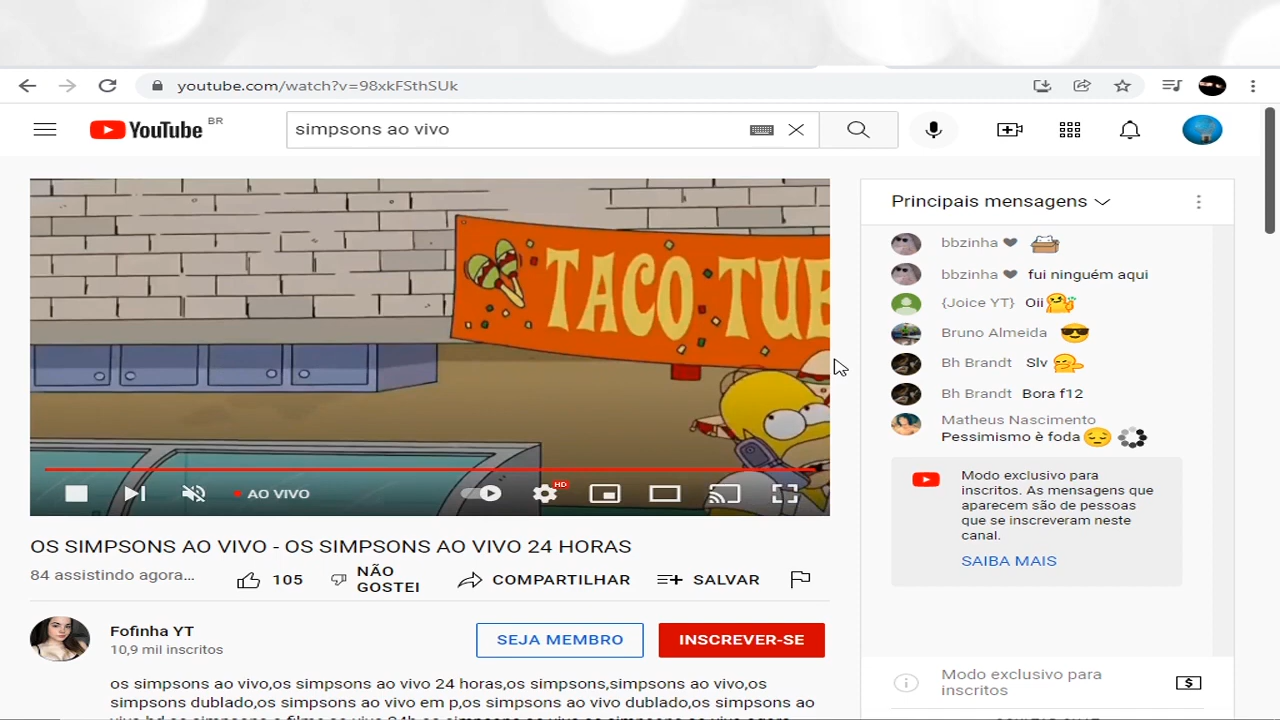 youtube.com/watch?v=98xkFSthSUk
YouTube BR
simpsons ao vivo
TACO TUB
HD
AO VIVO
OS SIMPSONS AO VIVO - OS SIMPSONS AO VIVO 24 HORAS
84 assistindo agora...
105
NÃO
GOSTEI
COMPARTILHAR
SALVAR
Fofinha YT
10,9 mil inscritos
SEJA MEMBRO
INSCREVER-SE
os simpsons ao vivo,os simpsons ao vivo 24 horas,os simpsons,simpsons ao vivo,os
simpsons dublado,os simpsons ao vivo em p,os simpsons ao vivo dublado,os simpsons ao
Principais mensagens
bbzinha
bbzinha fui ninguém aqui
{Joice YT} Oii
Bruno Almeida
Bh Brandt Slv
Bh Brandt Bora f12
Matheus Nascimento
Pessimismo è foda
Modo exclusivo para
inscritos. As mensagens que
aparecem são de pessoas
que se inscreveram neste
canal.
SAIBA MAIS
Modo exclusivo para
inscritos
$